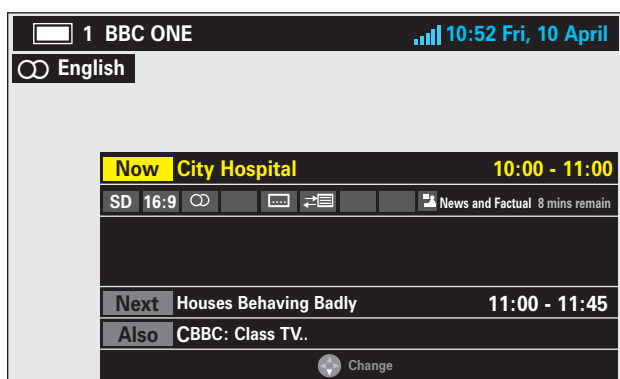 1 BBC ONE 10:52 Fri, 10 April
English
Now City Hospital 10:00 - 11:00
SD 16:9 News and Factual 8 mins remain
Next Houses Behaving Badly 11:00 - 11:45
Also CBBC: Class TV..
Change